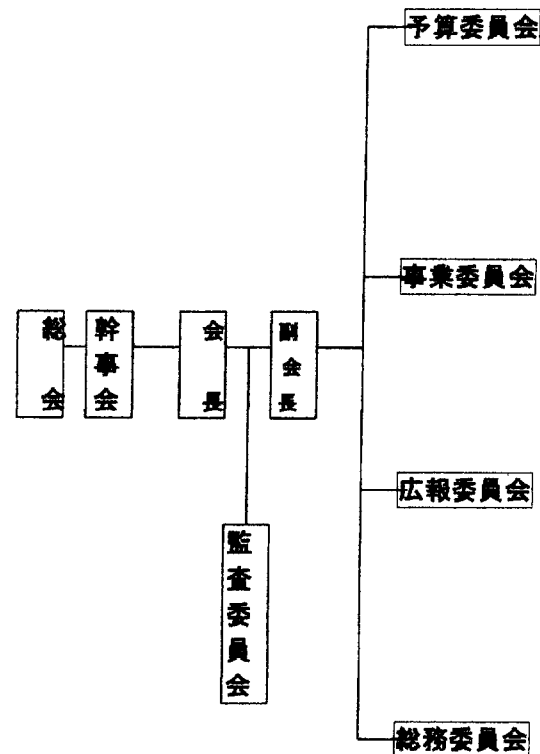 予算委員会
事業委員会
総会
幹事会
会長
副会長
広報委員会
監査委員会
総務委員会